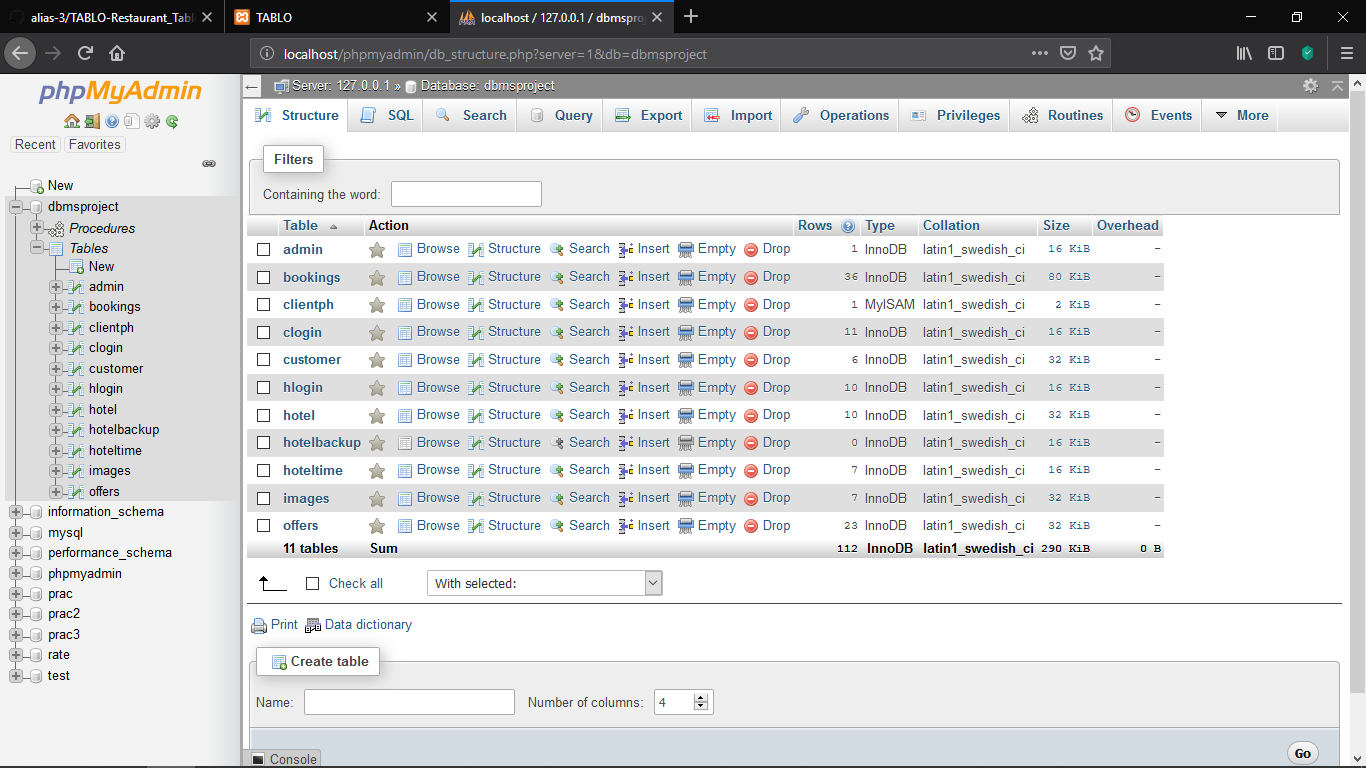 alias-3/TABLO-Restaurant_Tabl
TABLO
localhost / 127.0.0.1 / dbmsproj
localhost/phpmyadmin/db_structure.php?server=1&db=dbmsproject
phpMyAdmin
Recent Favorites
New
dbmsproject
Procedures
Tables
New
admin
bookings
clientph
clogin
customer
hlogin
hotel
hotelbackup
hoteltime
images
offers
information_schema
mysql
performance_schema
phpmyadmin
prac
prac2
prac3
rate
test
Server: 127.0.0.1 » Database: dbmsproject
Structure SQL Search Query Export Import Operations Privileges Routines Events More
Filters
Containing the word:
Table Action Rows Type Collation Size Overhead
admin Browse Structure Search Insert Empty Drop 1 InnoDB latin1_swedish_ci 16 KiB -
bookings Browse Structure Search Insert Empty Drop 36 InnoDB latin1_swedish_ci 80 KiB -
clientph Browse Structure Search Insert Empty Drop 1 MyISAM latin1_swedish_ci 2 KiB -
clogin Browse Structure Search Insert Empty Drop 11 InnoDB latin1_swedish_ci 16 KiB -
customer Browse Structure Search Insert Empty Drop 6 InnoDB latin1_swedish_ci 32 KiB -
hlogin Browse Structure Search Insert Empty Drop 10 InnoDB latin1_swedish_ci 16 KiB -
hotel Browse Structure Search Insert Empty Drop 10 InnoDB latin1_swedish_ci 32 KiB -
hotelbackup Browse Structure Search Insert Empty Drop 0 InnoDB latin1_swedish_ci 16 KiB -
hoteltime Browse Structure Search Insert Empty Drop 7 InnoDB latin1_swedish_ci 16 KiB -
images Browse Structure Search Insert Empty Drop 7 InnoDB latin1_swedish_ci 32 KiB -
offers Browse Structure Search Insert Empty Drop 23 InnoDB latin1_swedish_ci 32 KiB -
11 tables Sum 112 InnoDB latin1_swedish_ci 290 KiB 0 B
Check all With selected:
Print Data dictionary
Create table
Name: Number of columns: 4
Console
Go